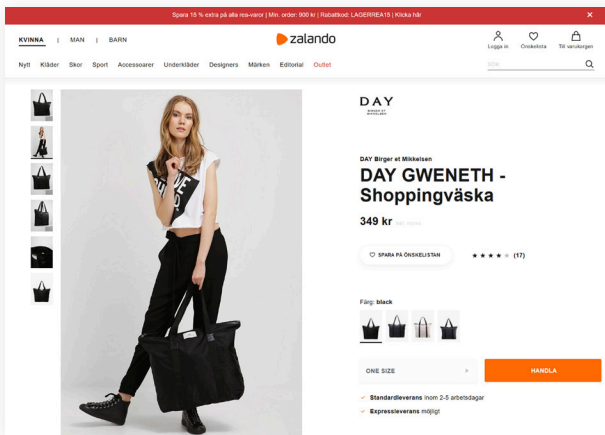 Spara 15 % extra på alla rea-varor | Min. order: 900 kr | Rabattkod: LAGERREA15 | Klicka här
KVINNA | MAN | BARN
zalando
Logga in Önskelista Till varukorgen
Nytt Kläder Skor Sport Accessoarer Underkläder Designers Märken Editorial Outlet
SÖK
DAY
BIRGER ET
MIKKELSEN
DAY Birger et Mikkelsen
DAY GWENETH -
Shoppingväska
349 kr
SPARA PÅ ÖNSKELISTAN (17)
Färg: black
ONE SIZE HANDLA
Standardleverans inom 2-5 arbetsdagar
Expressleverans möjligt